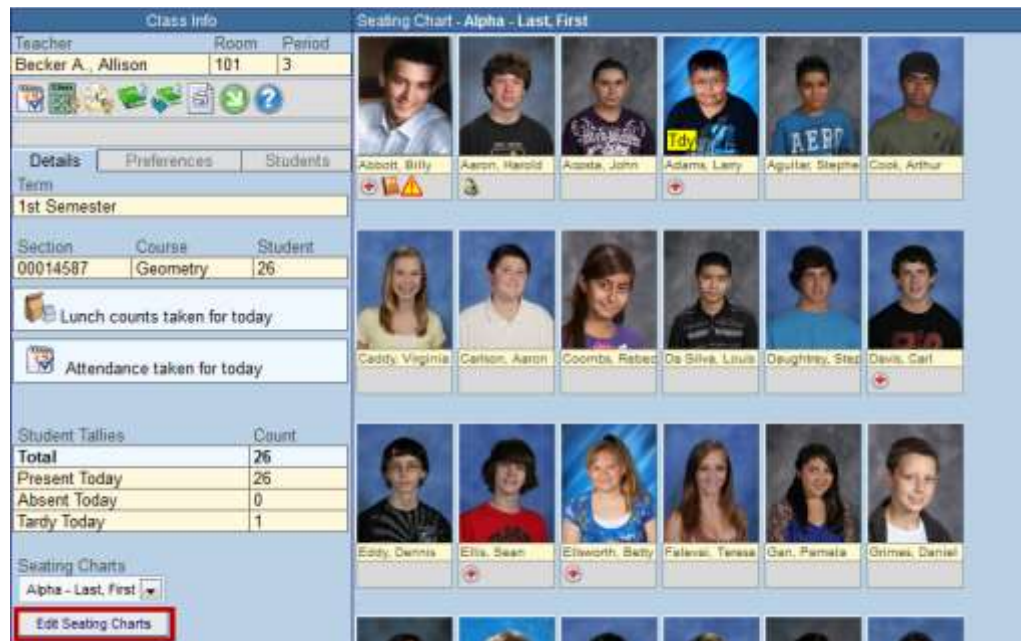 Class Info
Seating Chart - Alpha - Last, First
Teacher Room Period
Becker A., Allison 101 3
Details Preferences Students
Term
1st Semester
Section Course Student
00014587 Geometry 26
Lunch counts taken for today
Attendance taken for today
Student Tallies Count
Total 26
Present Today 26
Absent Today 0
Tardy Today 1
Seating Charts
Alpha - Last, First
Edit Seating Charts
Tdy
AERO
Abbott, Billy Aaron, Harold Acosta, John Adams, Larry Aguilar, Stephe Cook, Arthur
Caddy, Virginia Carlson, Aaron Coombs, Rebec Da Silva, Louis Daughtrey, Step Davis, Carl
Eddy, Dennis Ellis, Sean Ellsworth, Betty Falevai, Teresa Gan, Pamela Grimes, Daniel